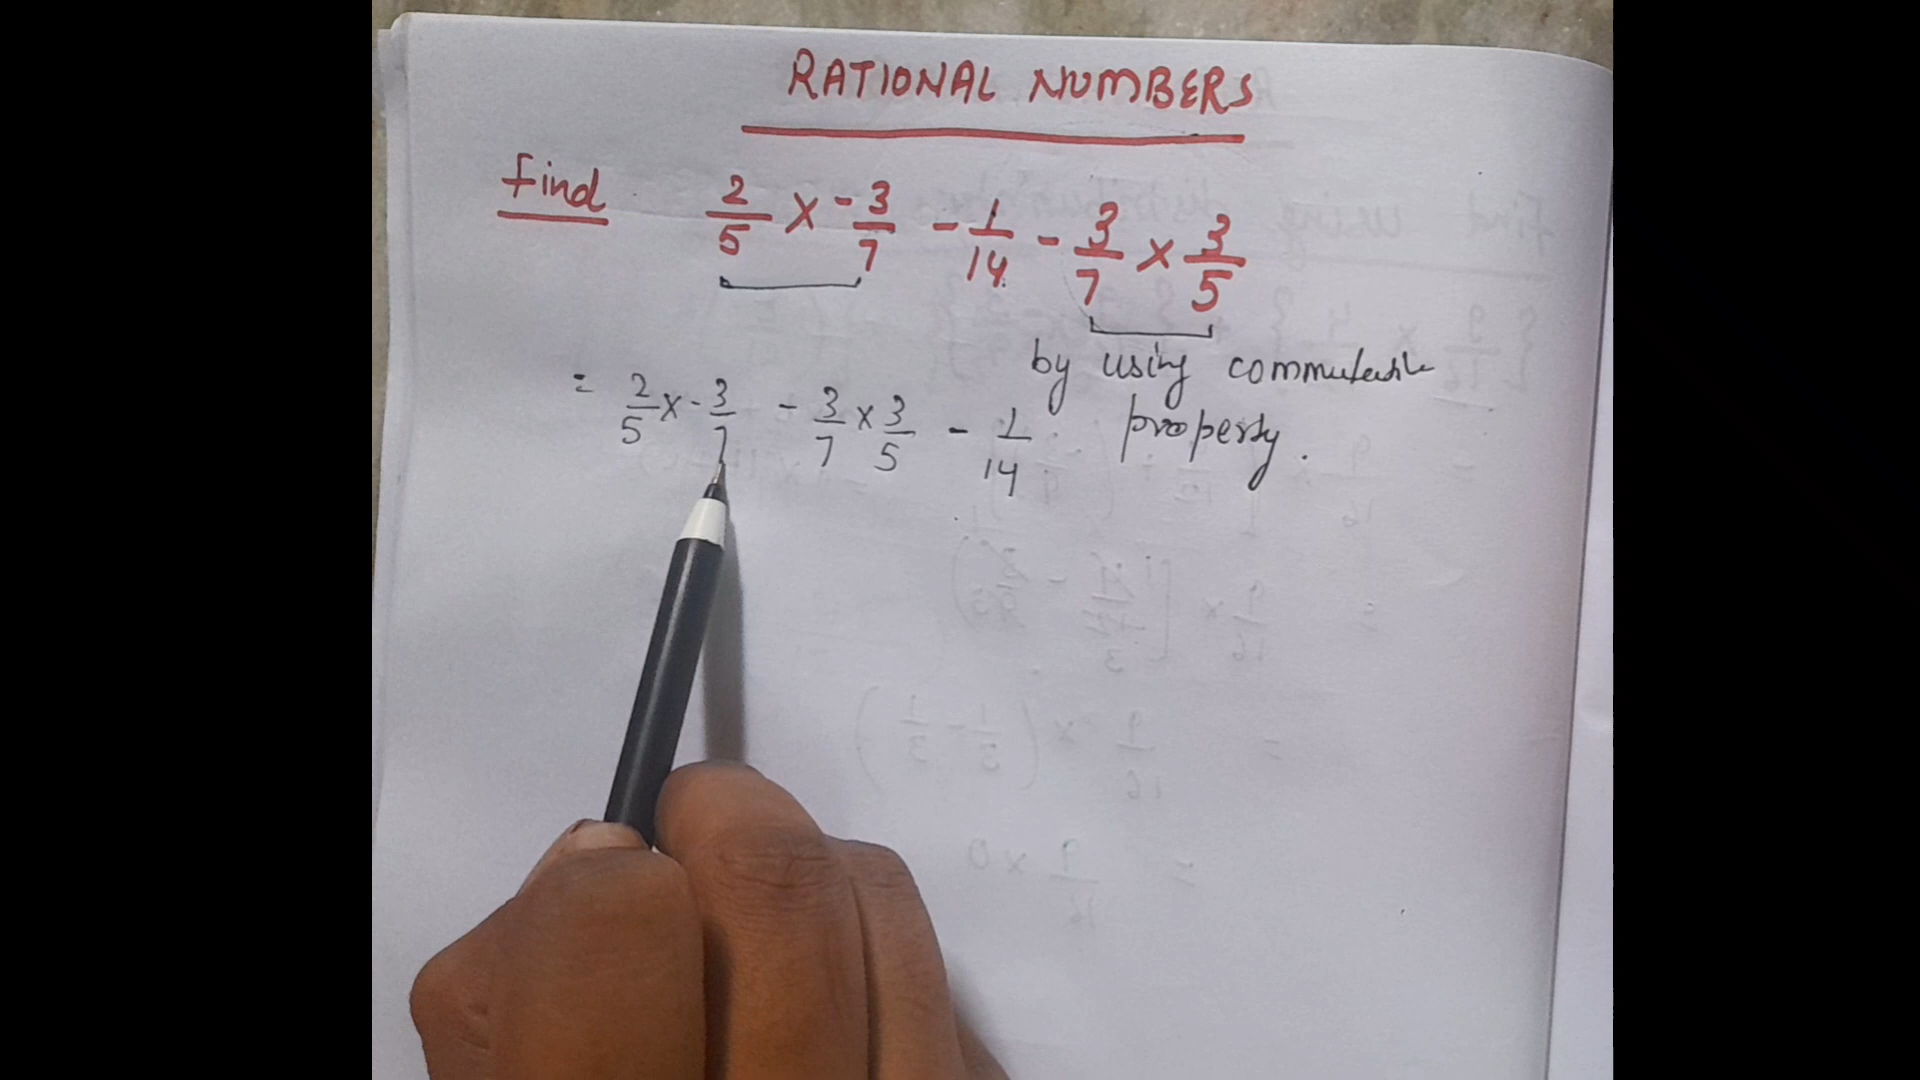 RATIONAL NUMBERS
Find 2/5 × -3/7 - 1/14 - 3/7 × 3/5
by using commutative
= 2/5 × -3/7 - 3/7 × 3/5 - 1/14 property.